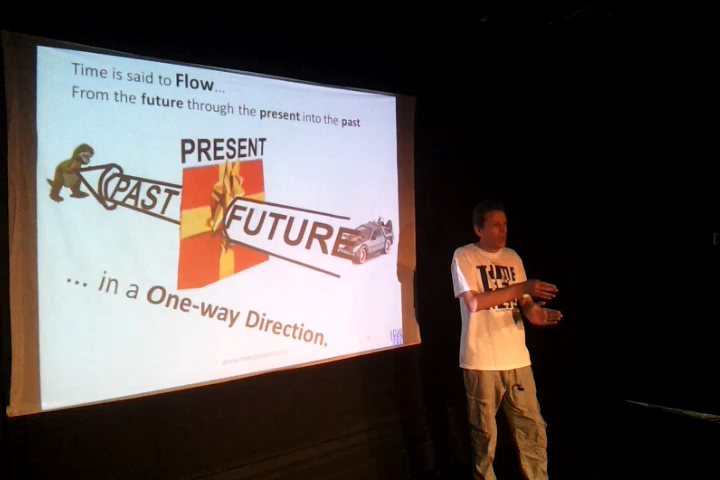 Time is said to Flow...
From the future through the present into the past
PRESENT
PAST
FUTURE
... in a One-way Direction.
TIME